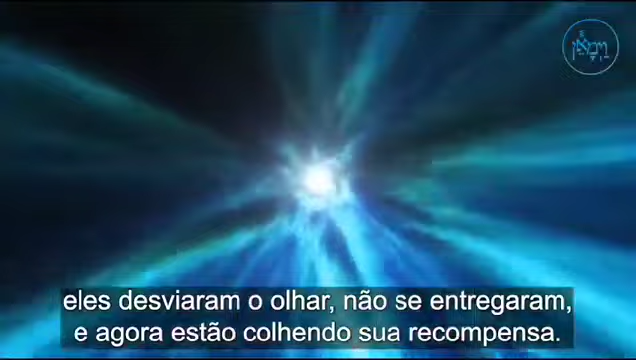 eles desviaram o olhar, não se entregaram,
e agora estão colhendo sua recompensa.